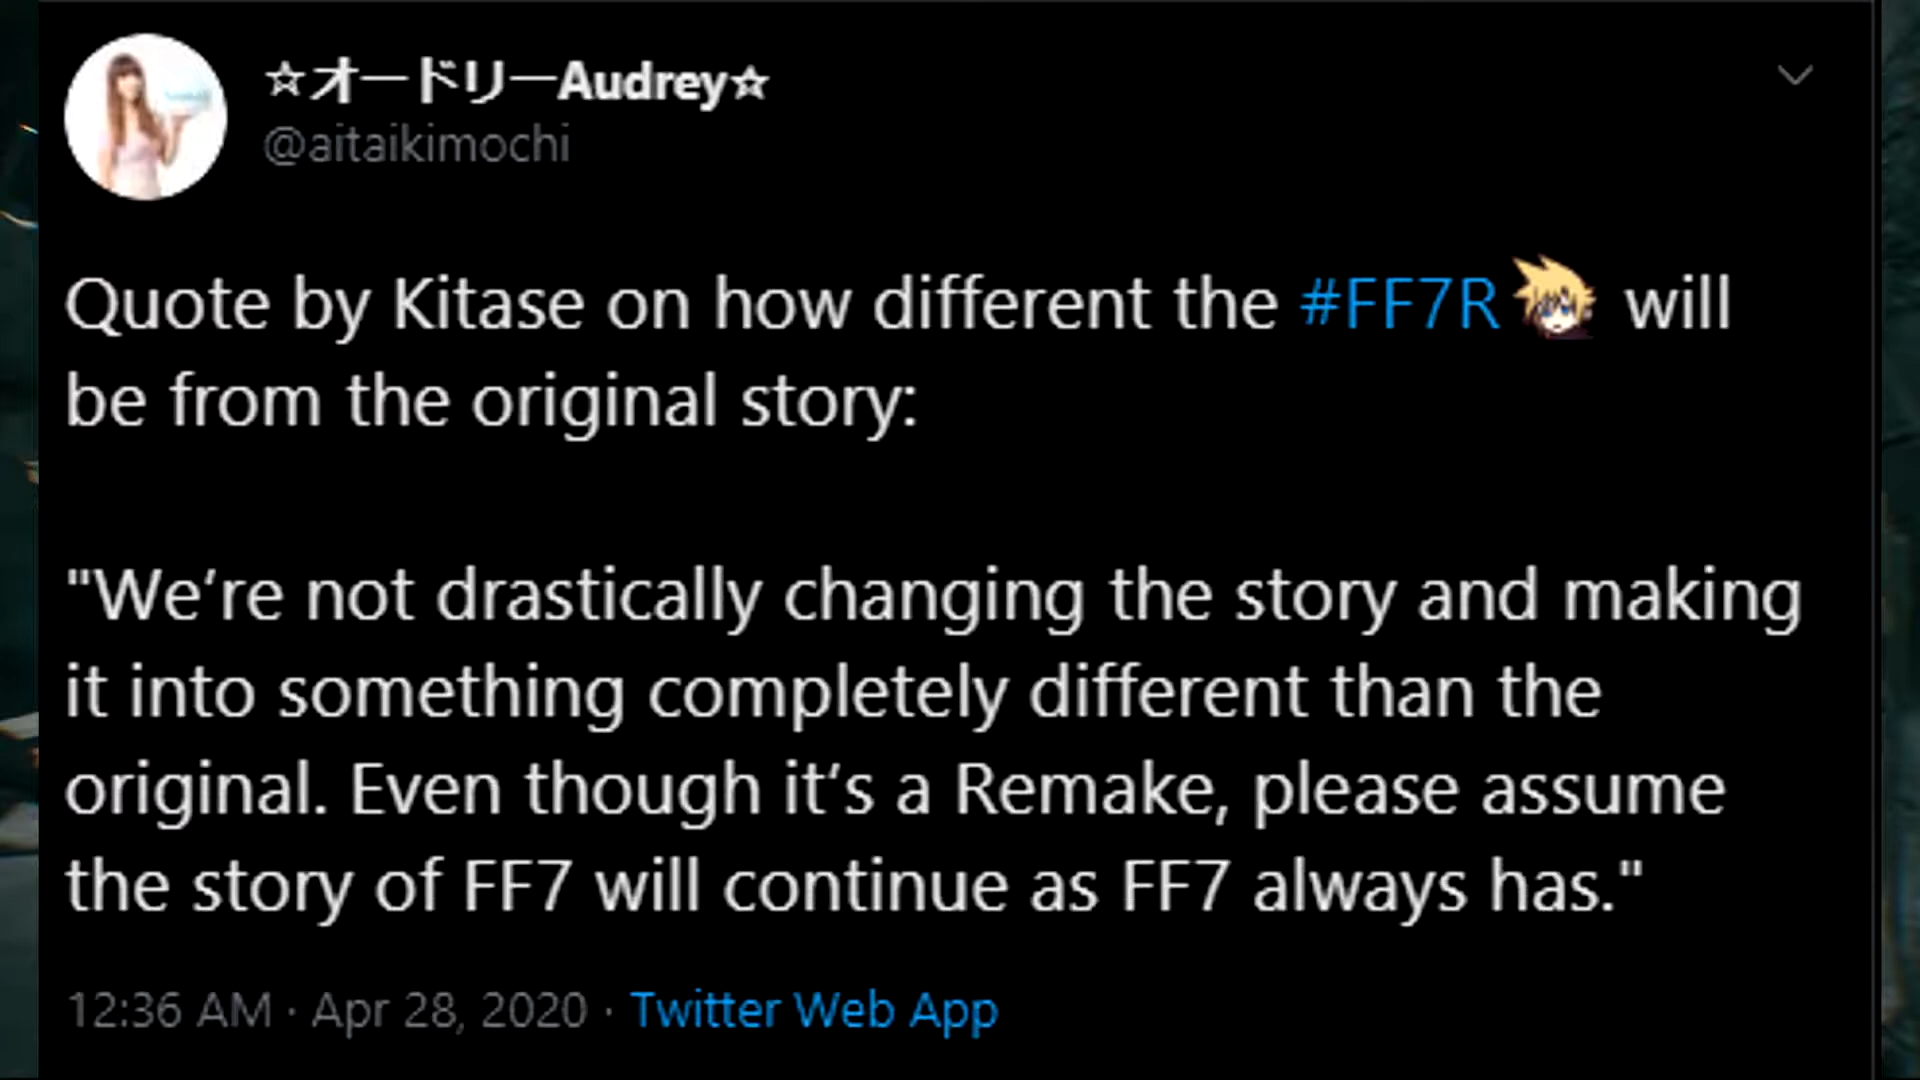 ☆オードリーAudrey☆
@aitaikimochi
Quote by Kitase on how different the #FF7R will
be from the original story:
"We’re not drastically changing the story and making
it into something completely different than the
original. Even though it’s a Remake, please assume
the story of FF7 will continue as FF7 always has."
12:36 AM · Apr 28, 2020 · Twitter Web App